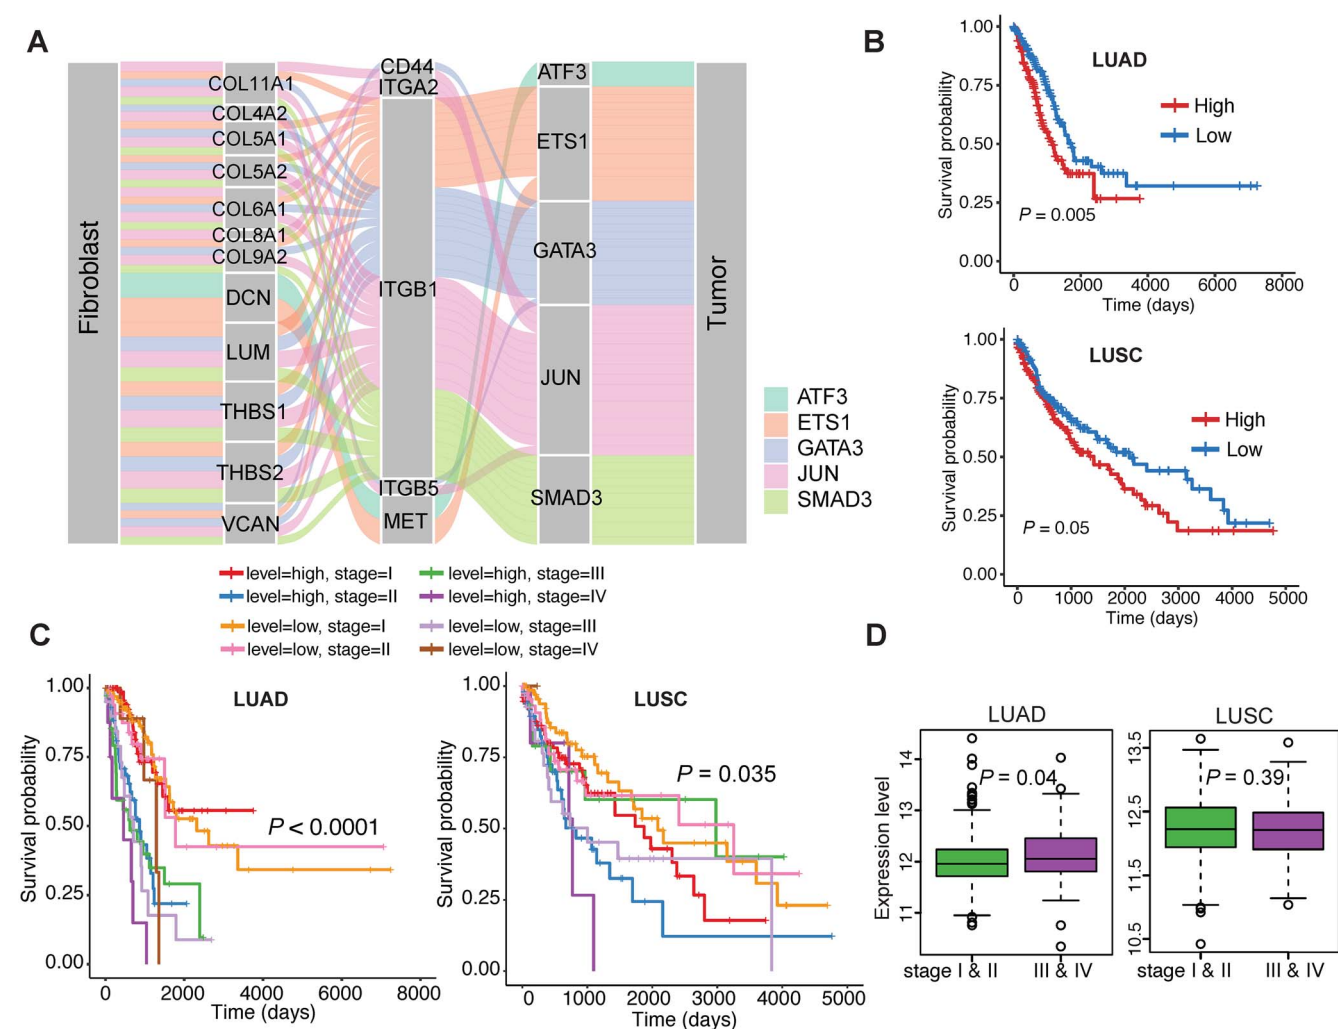 A
Fibroblast
COL11A1
COL4A2
COL5A1
COL5A2
COL6A1
COL8A1
COL9A2
DCN
LUM
THBS1
THBS2
VCAN
CD44
ITGA2
ITGB1
ITGB5
MET
ATF3
ETS1
GATA3
JUN
SMAD3
Tumor
ATF3
ETS1
GATA3
JUN
SMAD3
B
LUAD
High
Low
P = 0.005
Survival probability
1.00
0.75
0.50
0.25
0.00
0 2000 4000 6000 8000
Time (days)
LUSC
High
Low
P = 0.05
Survival probability
1.00
0.75
0.50
0.25
0.00
0 1000 2000 3000 4000 5000
Time (days)
C
level=high, stage=I
level=high, stage=II
level=low, stage=I
level=low, stage=II
level=high, stage=III
level=high, stage=IV
level=low, stage=III
level=low, stage=IV
LUAD
P < 0.0001
Survival probability
1.00
0.75
0.50
0.25
0.00
0 2000 4000 6000 8000
Time (days)
LUSC
P = 0.035
Survival probability
1.00
0.75
0.50
0.25
0.00
0 1000 2000 3000 4000 5000
Time (days)
D
LUAD
P = 0.04
Expression level
14
13
12
11
stage I & II III & IV
LUSC
P = 0.39
13.5
12.5
11.5
10.5
stage I & II III & IV